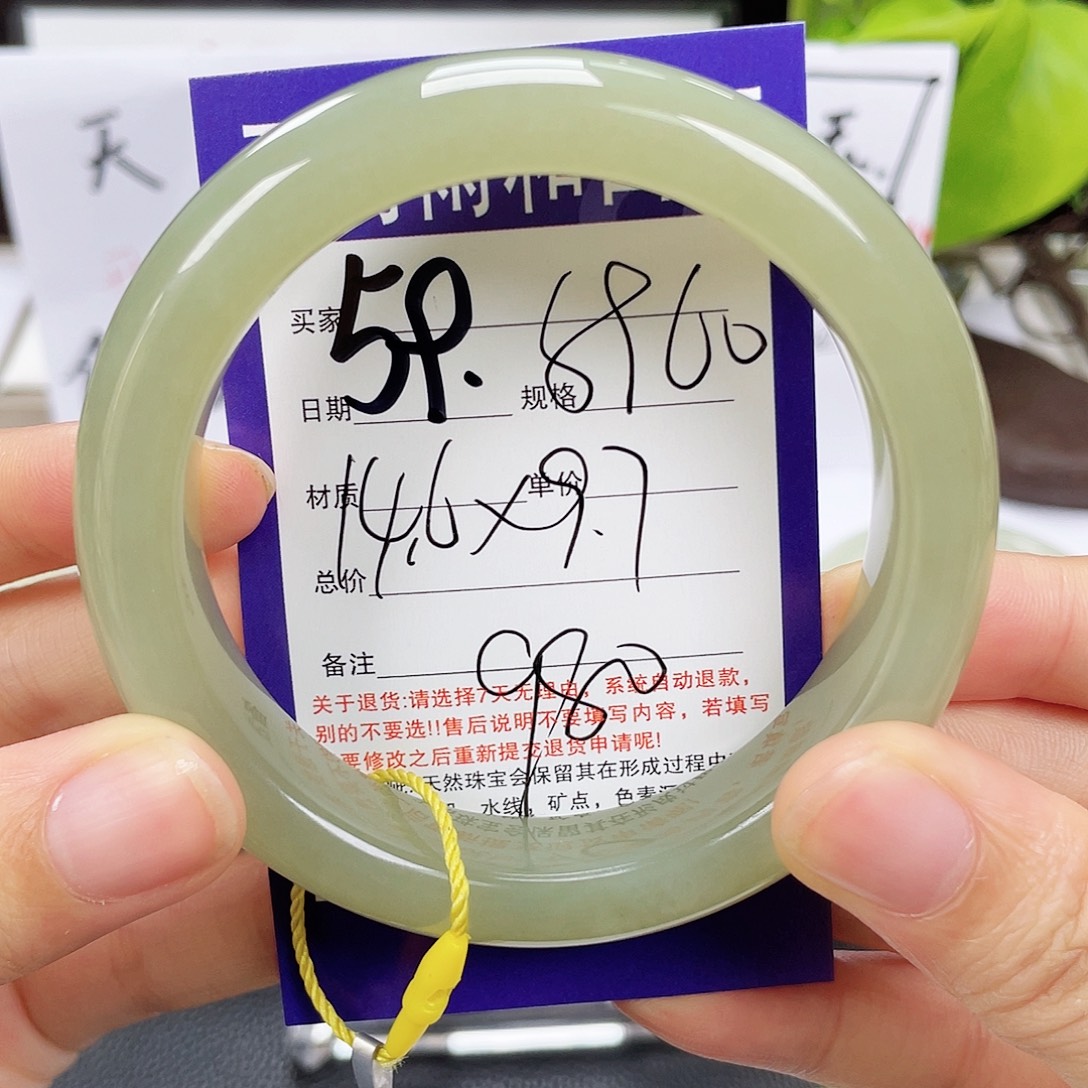 天
雨和
买家 59.
日期 规格 8960
材质 14.6×9.7 单价
总价
备注 980
关于退货:请选择7天无理由，系统自动退款，
别的不要选!!售后说明不要填写内容，若填写
要修改之后重新提交退货申请呢!
天然珠宝会保留其在形成过程中
水线，矿点，色素